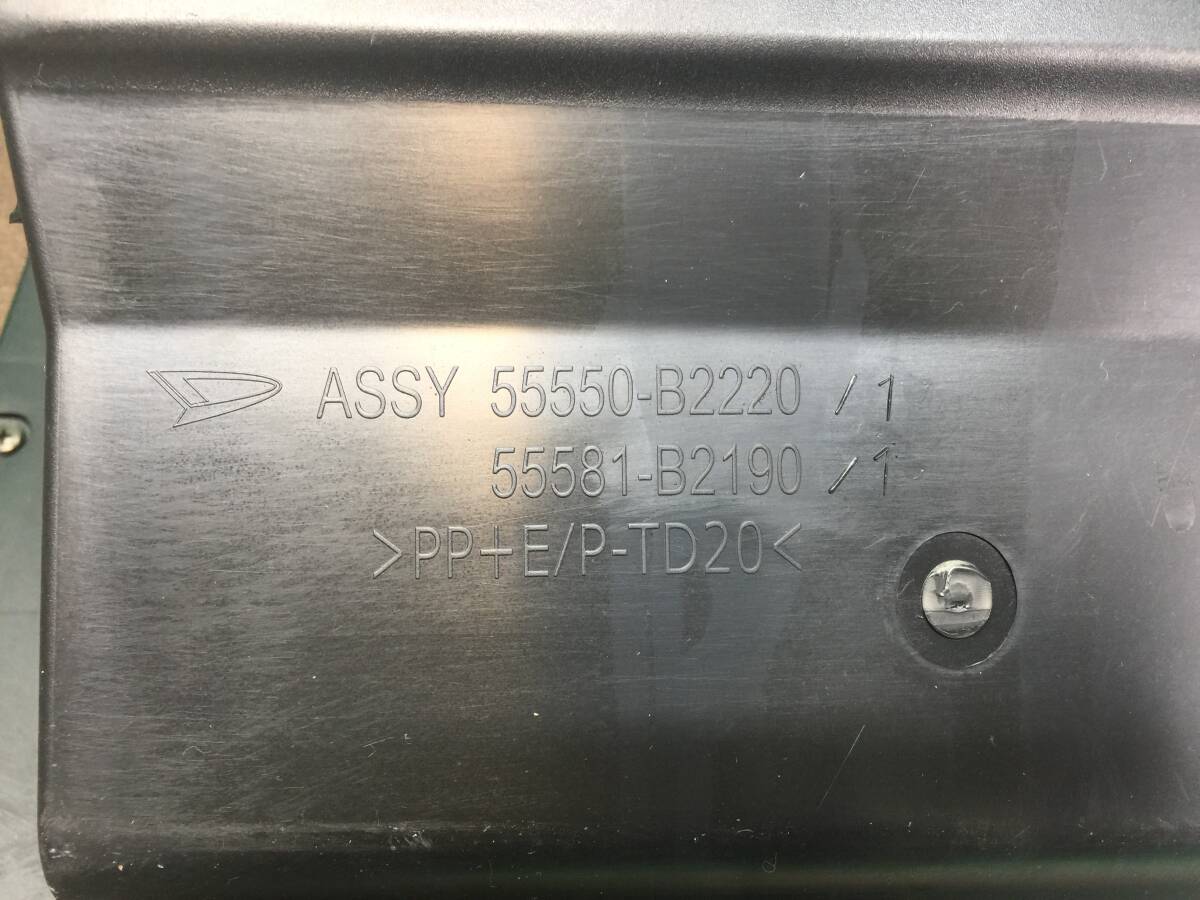 ASSY 55550-B2220 /1
55581-B2190 /1
>PP+E/P-TD20<